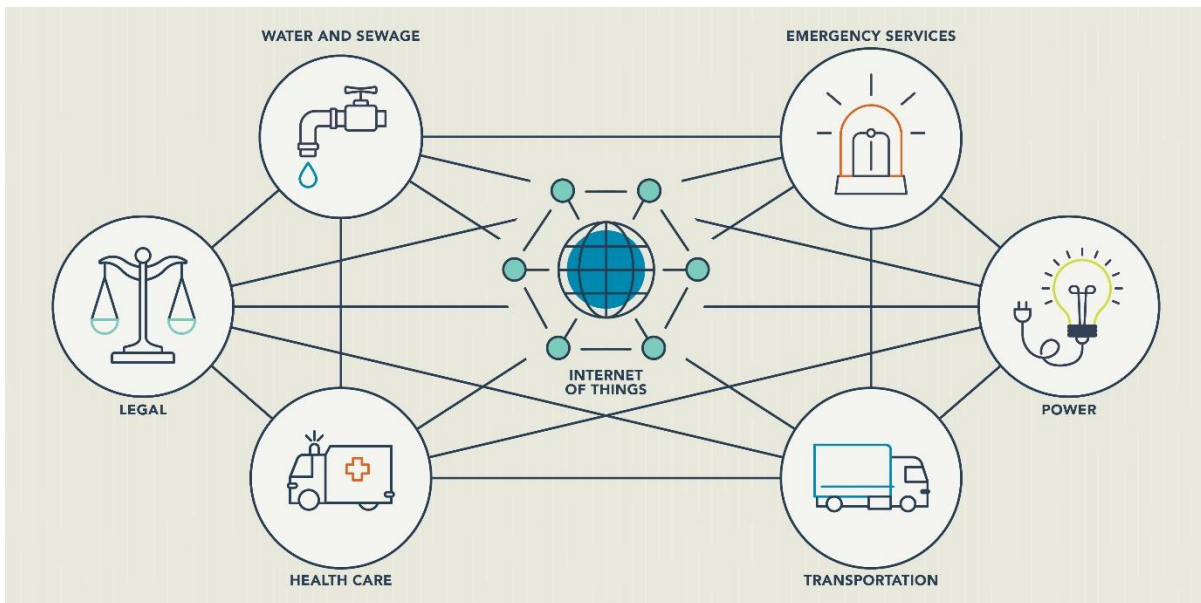 WATER AND SEWAGE
EMERGENCY SERVICES
INTERNET
OF THINGS
LEGAL
POWER
HEALTH CARE
TRANSPORTATION